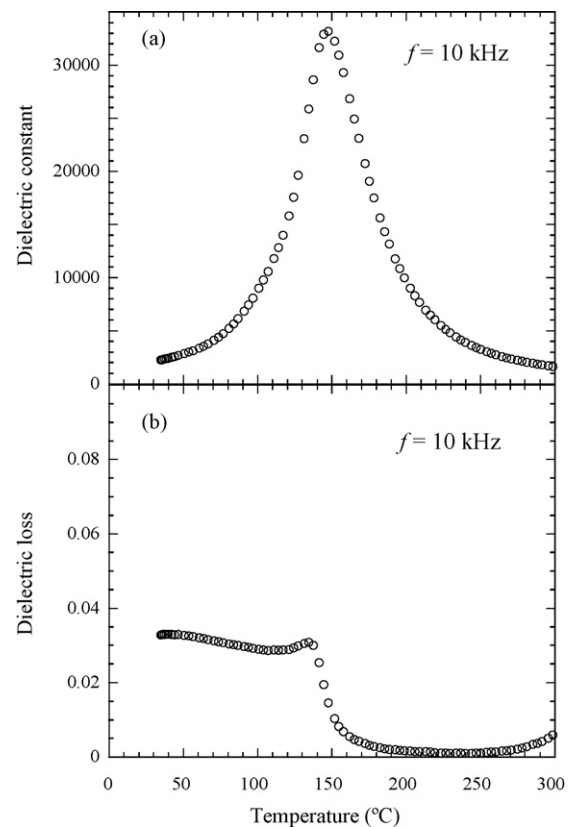 (a)
f = 10 kHz
30000
20000
10000
0
Dielectric constant
(b)
f = 10 kHz
0.08
0.06
0.04
0.02
0
Dielectric loss
0 50 100 150 200 250 300
Temperature (ºC)